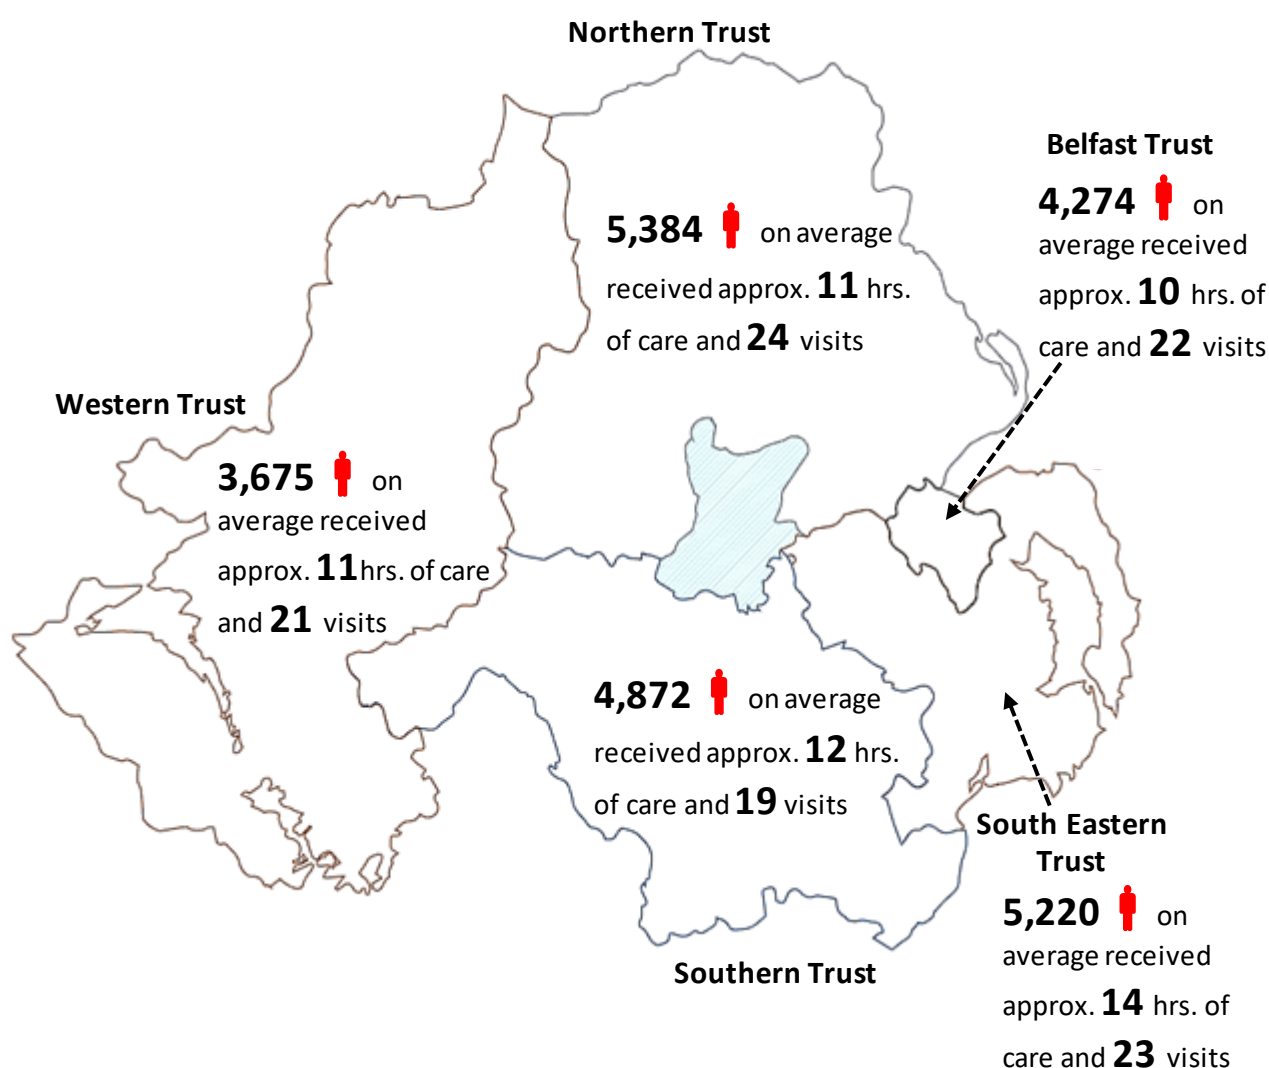 Northern Trust
5,384 on average
received approx. 11 hrs.
of care and 24 visits
Belfast Trust
4,274 on
average received
approx. 10 hrs. of
care and 22 visits
Western Trust
3,675 on
average received
approx. 11 hrs. of care
and 21 visits
4,872 on average
received approx. 12 hrs.
of care and 19 visits
Southern Trust
South Eastern
Trust
5,220 on
average received
approx. 14 hrs. of
care and 23 visits